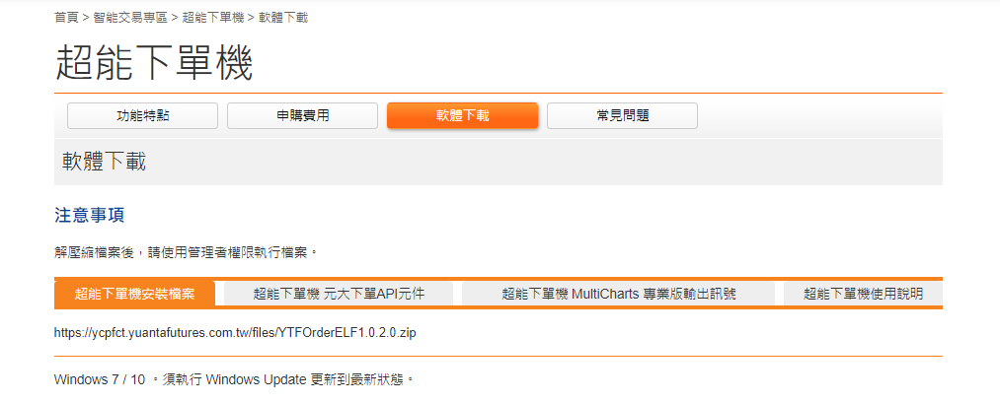 首頁 > 智能交易專區 > 超能下單機 > 軟體下載
超能下單機
功能特點 申購費用 軟體下載 常見問題
軟體下載
注意事項
解壓縮檔案後，請使用管理者權限執行檔案。
超能下單機安裝檔案 超能下單機 元大下單API元件 超能下單機 MultiCharts 專業版輸出訊號 超能下單機使用說明
https://ycpfct.yuantafutures.com.tw/files/YTFOrderELF1.0.2.0.zip
Windows 7 / 10 。須執行 Windows Update 更新到最新狀態。